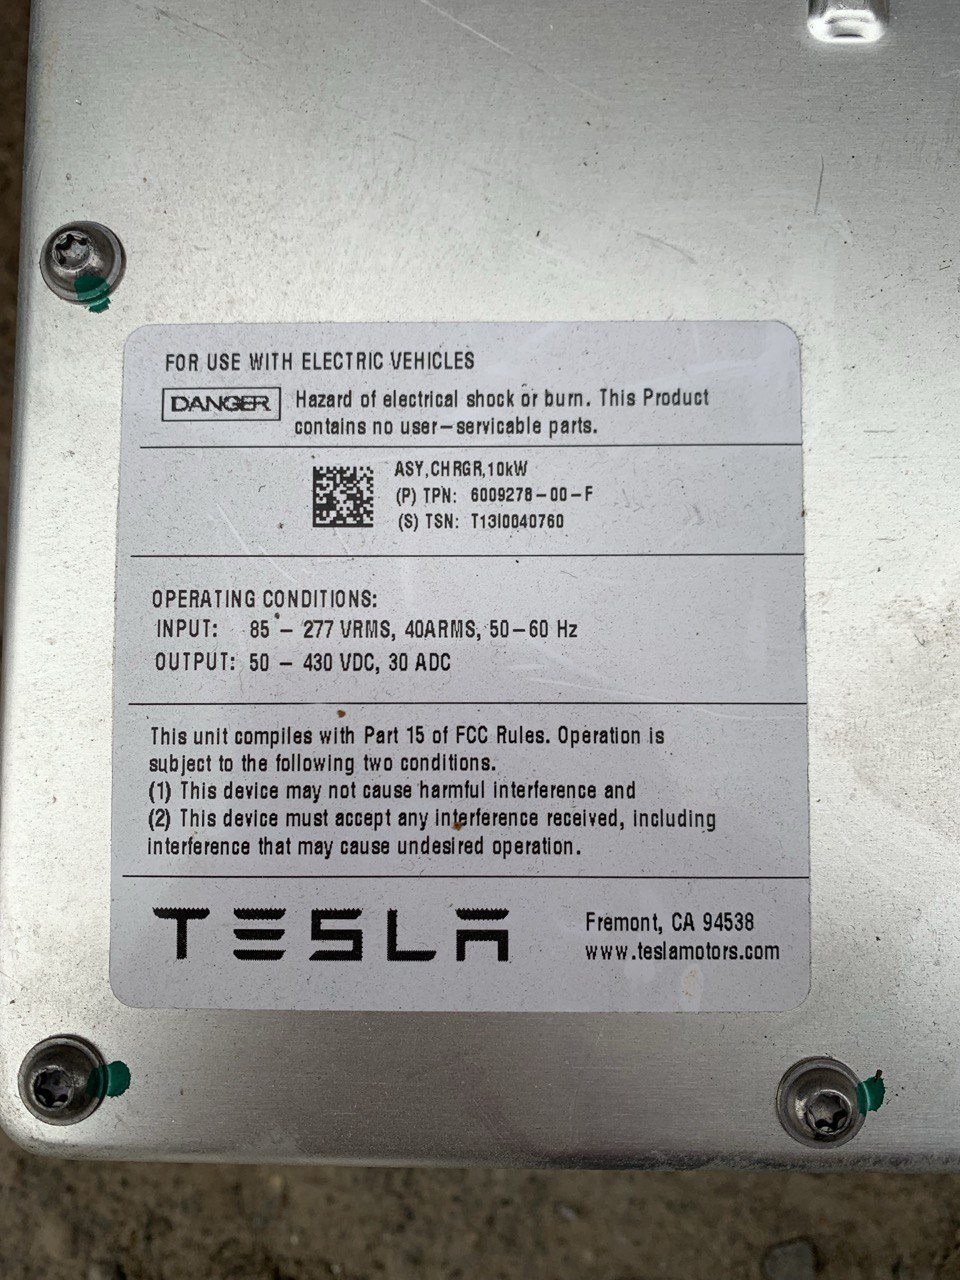 FOR USE WITH ELECTRIC VEHICLES
DANGER
Hazard of electrical shock or burn. This Product
contains no user-servicable parts.
ASY,CHRGR,10kW
(P) TPN: 6009278-00-F
(S) TSN: T13I0040760
OPERATING CONDITIONS:
INPUT: 85 - 277 VRMS, 40ARMS, 50-60 Hz
OUTPUT: 50 - 430 VDC, 30 ADC
This unit compiles with Part 15 of FCC Rules. Operation is
subject to the following two conditions.
(1) This device may not cause harmful interference and
(2) This device must accept any interference received, including
interference that may cause undesired operation.
TESLA
Fremont, CA 94538
www.teslamotors.com